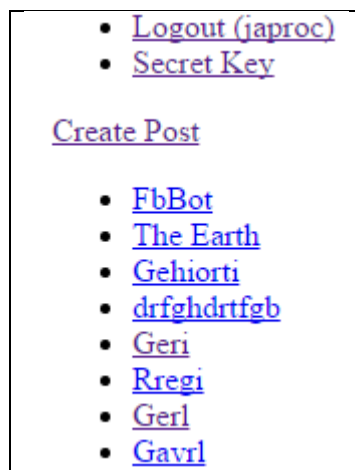 Logout (japroc)
Secret Key
Create Post
FbBot
The Earth
Gehiorti
drfghdrtfgb
Geri
Rregi
Gerl
Gavrl